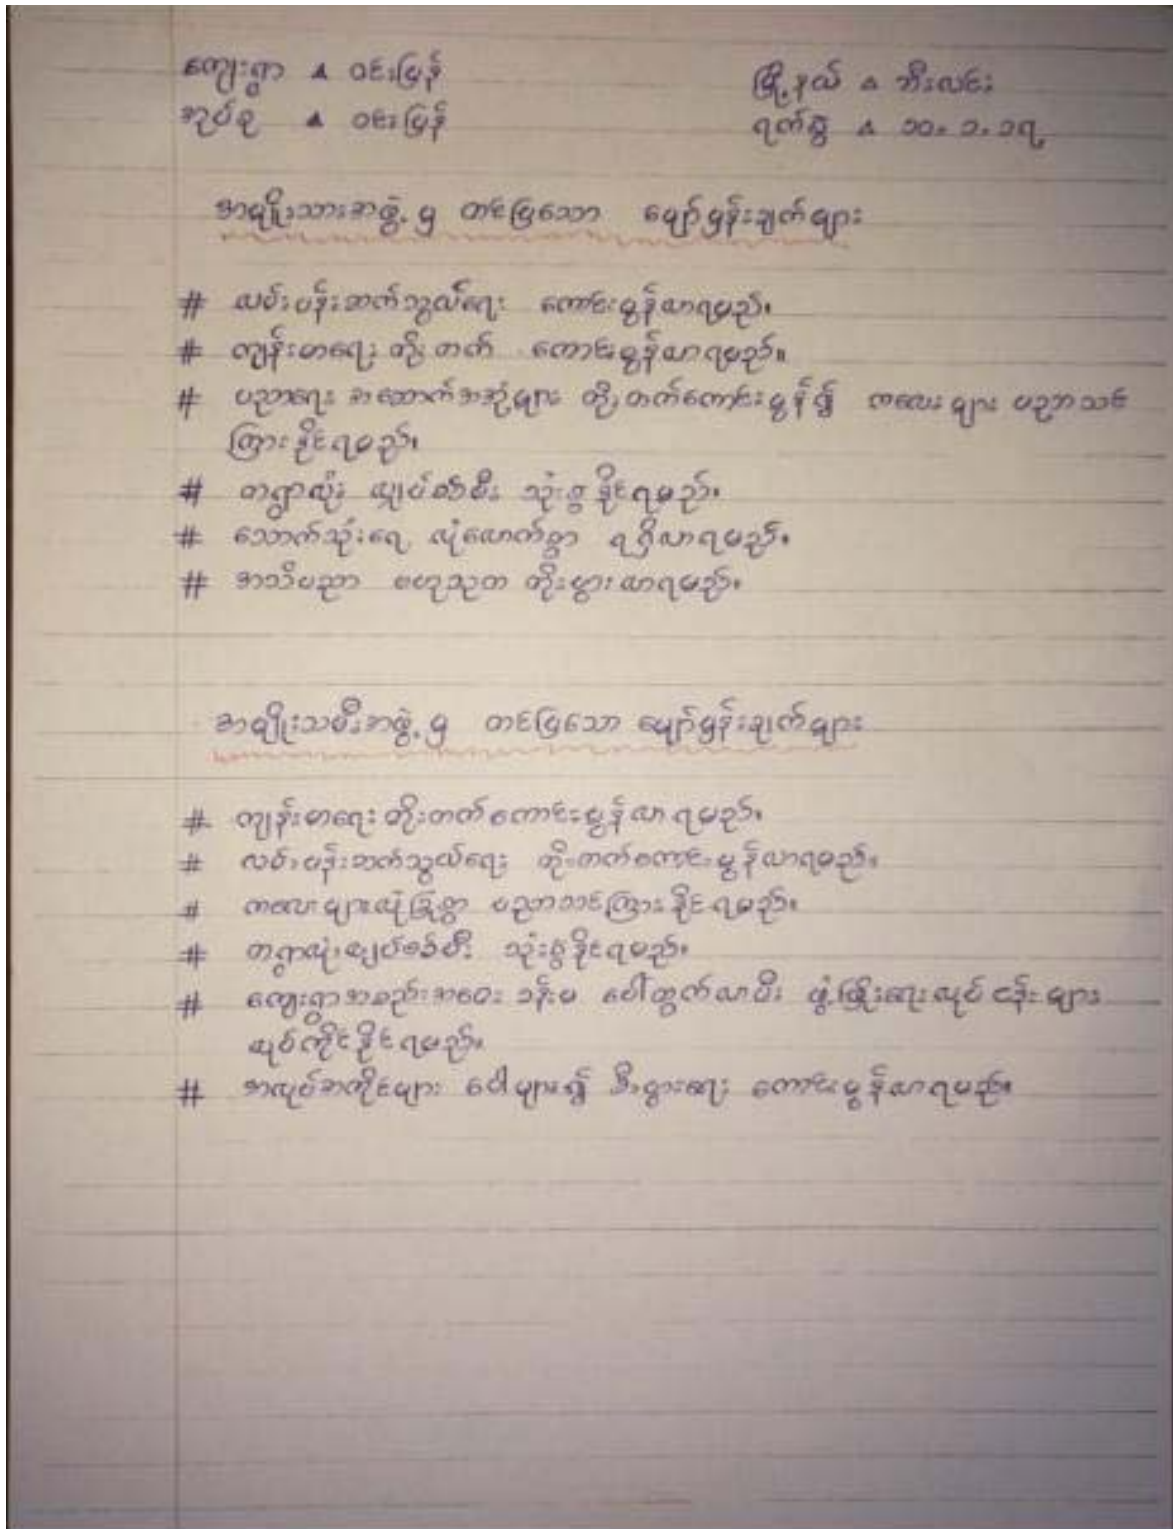 ကျေးရွာ ▲ ဝင်းပြန် မြို့နယ် ▲ ဘီးလင်း
အုပ်စု ▲ ဝင်းပြန် ရက်စွဲ ▲ ၁၀.၁.၁၇
အမျိုးသားအဖွဲ့မှ တင်ပြသော မျှော်မှန်းချက်များ
# လမ်းပန်းဆက်သွယ်ရေး ကောင်းမွန်လာရမည်။
# ကျန်းမာရေး တိုးတက် ကောင်းမွန်လာရမည်။
# ပညာရေး အဆောက်အအုံများ တိုးတက်ကောင်းမွန်၍ ကလေးများ ပညာသင်
ကြားနိုင်ရမည်။
# တရွာလုံး လျှပ်စစ်မီး သုံးစွဲနိုင်ရမည်။
# သောက်သုံးရေ လုံလောက်စွာ ရရှိလာရမည်။
# အသိပညာ ဗဟုသုတ တိုးပွားလာရမည်။
အမျိုးသမီးအဖွဲ့မှ တင်ပြသော မျှော်မှန်းချက်များ
# ကျန်းမာရေး တိုးတက်ကောင်းမွန်လာရမည်။
# လမ်းပန်းဆက်သွယ်ရေး တိုးတက်ကောင်းမွန်လာရမည်။
# ကလေးများလုံခြုံစွာ ပညာသင်ကြားနိုင်ရမည်။
# တရွာလုံးလျှပ်စစ်မီး သုံးစွဲနိုင်ရမည်။
# ကျေးရွာအစည်းအဝေး ခန်းမ ပေါ်ထွက်လာပြီး ဖွံ့ဖြိုးရေးလုပ်ငန်းများ
လုပ်ကိုင်နိုင်ရမည်။
# အလုပ်အကိုင်များ ပေါများ၍ စီးပွားရေး ကောင်းမွန်လာရမည်။